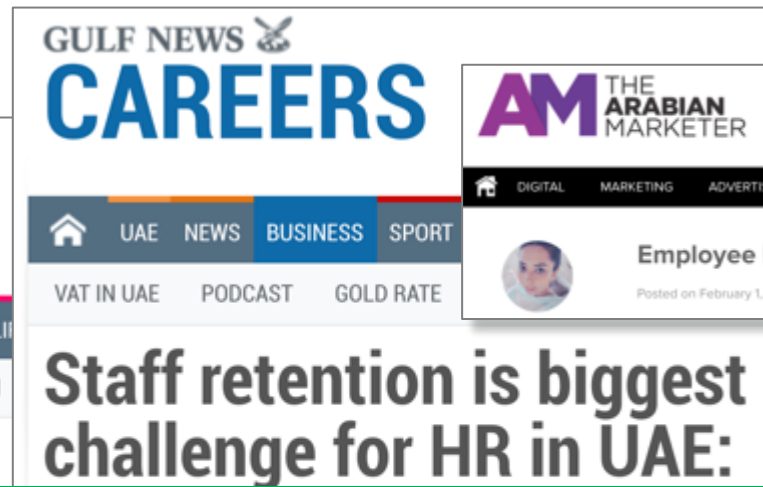 GULF NEWS
CAREERS
UAE NEWS BUSINESS SPORT
VAT IN UAE PODCAST GOLD RATE
Staff retention is biggest
challenge for HR in UAE:
AM THE
ARABIAN
MARKETER
DIGITAL MARKETING
Employee
Posted on February 1,